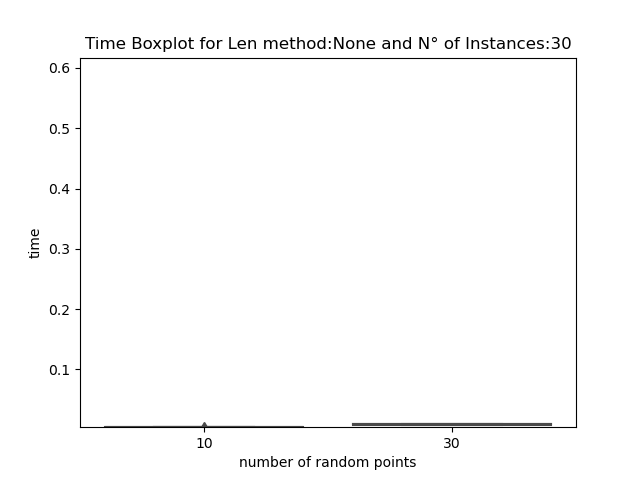 Time Boxplot for Len method:None and N° of Instances:30
0.6
0.5
0.4
0.3
0.2
0.1
time
10 30
number of random points